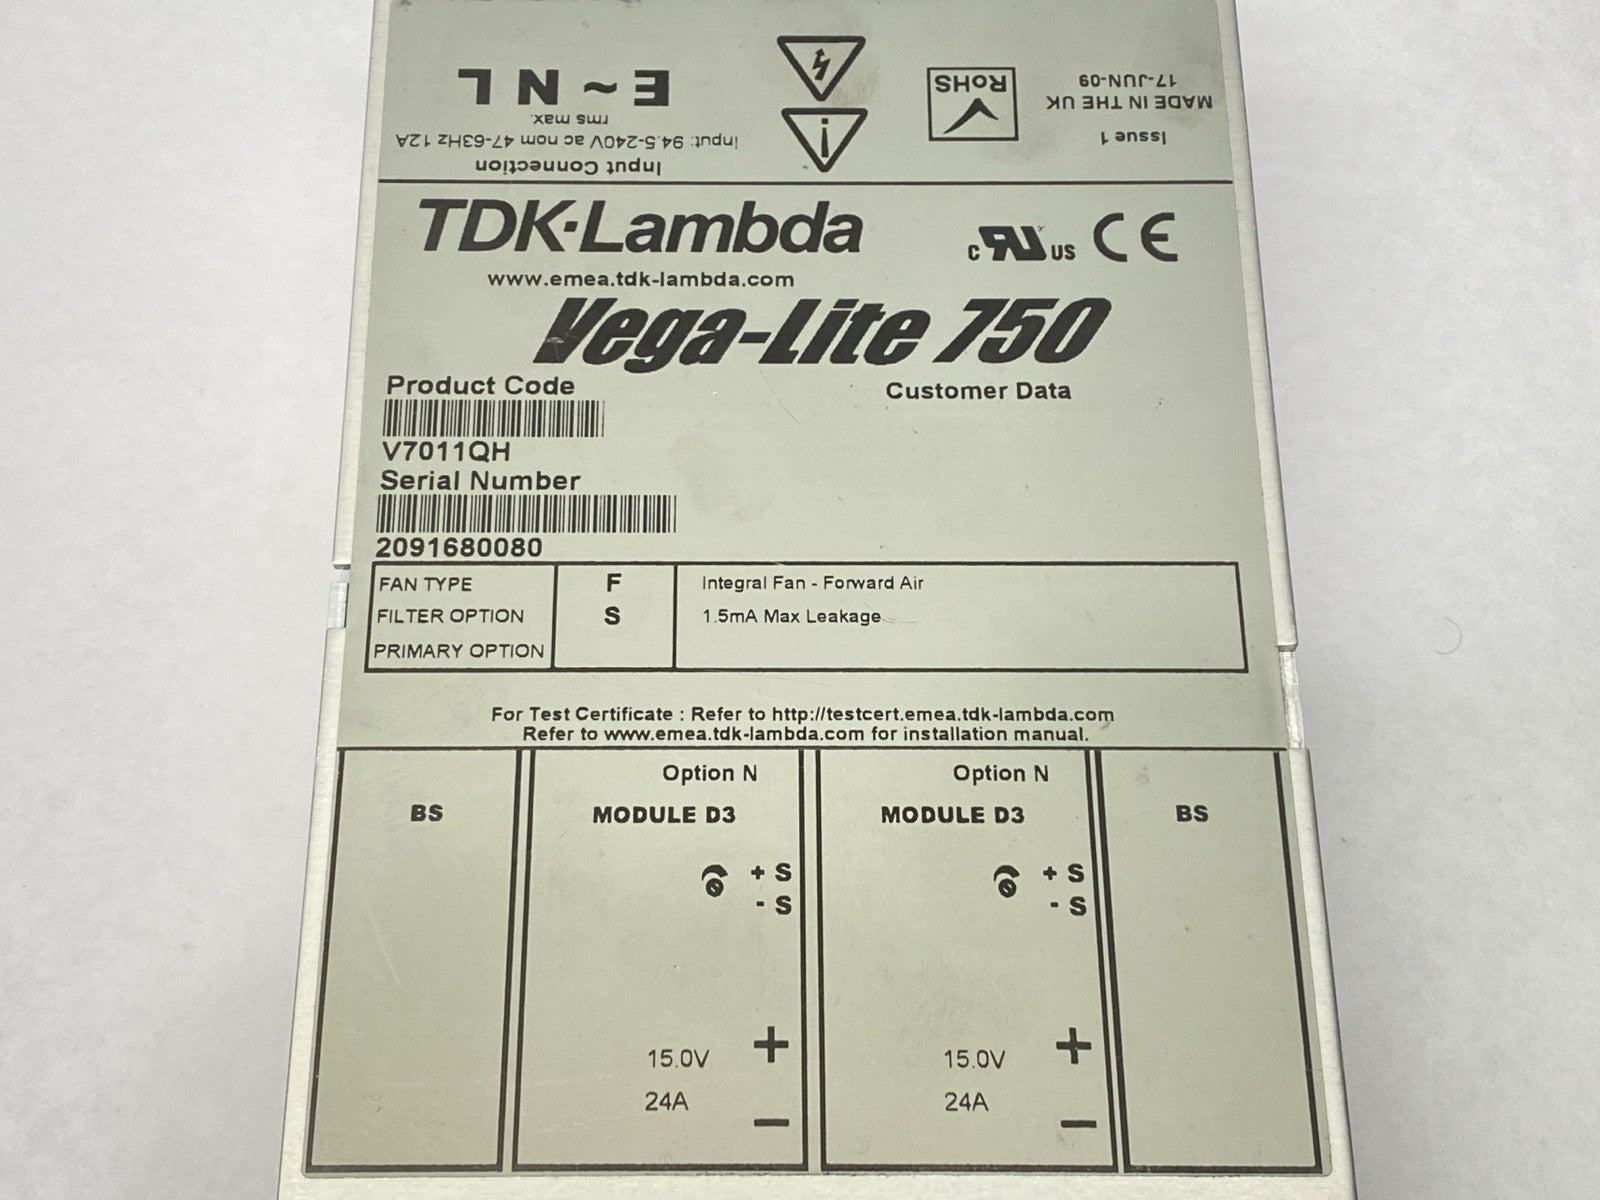 Issue 1
MADE IN THE UK
17-JUN-09
RoHS
Input Connection
Input: 94.5-240V ac nom 47-63Hz 12A
rms max.
E ~ N L
TDK·Lambda
www.emea.tdk-lambda.com
c RU US CE
Vega-Lite 750
Product Code
Customer Data
V7011QH
Serial Number
2091680080
FAN TYPE F Integral Fan - Forward Air
FILTER OPTION S 1.5mA Max Leakage
PRIMARY OPTION
For Test Certificate : Refer to http://testcert.emea.tdk-lambda.com
Refer to www.emea.tdk-lambda.com for installation manual.
BS
Option N
MODULE D3
+ S
- S
15.0V +
24A −
Option N
MODULE D3
+ S
- S
15.0V +
24A −
BS